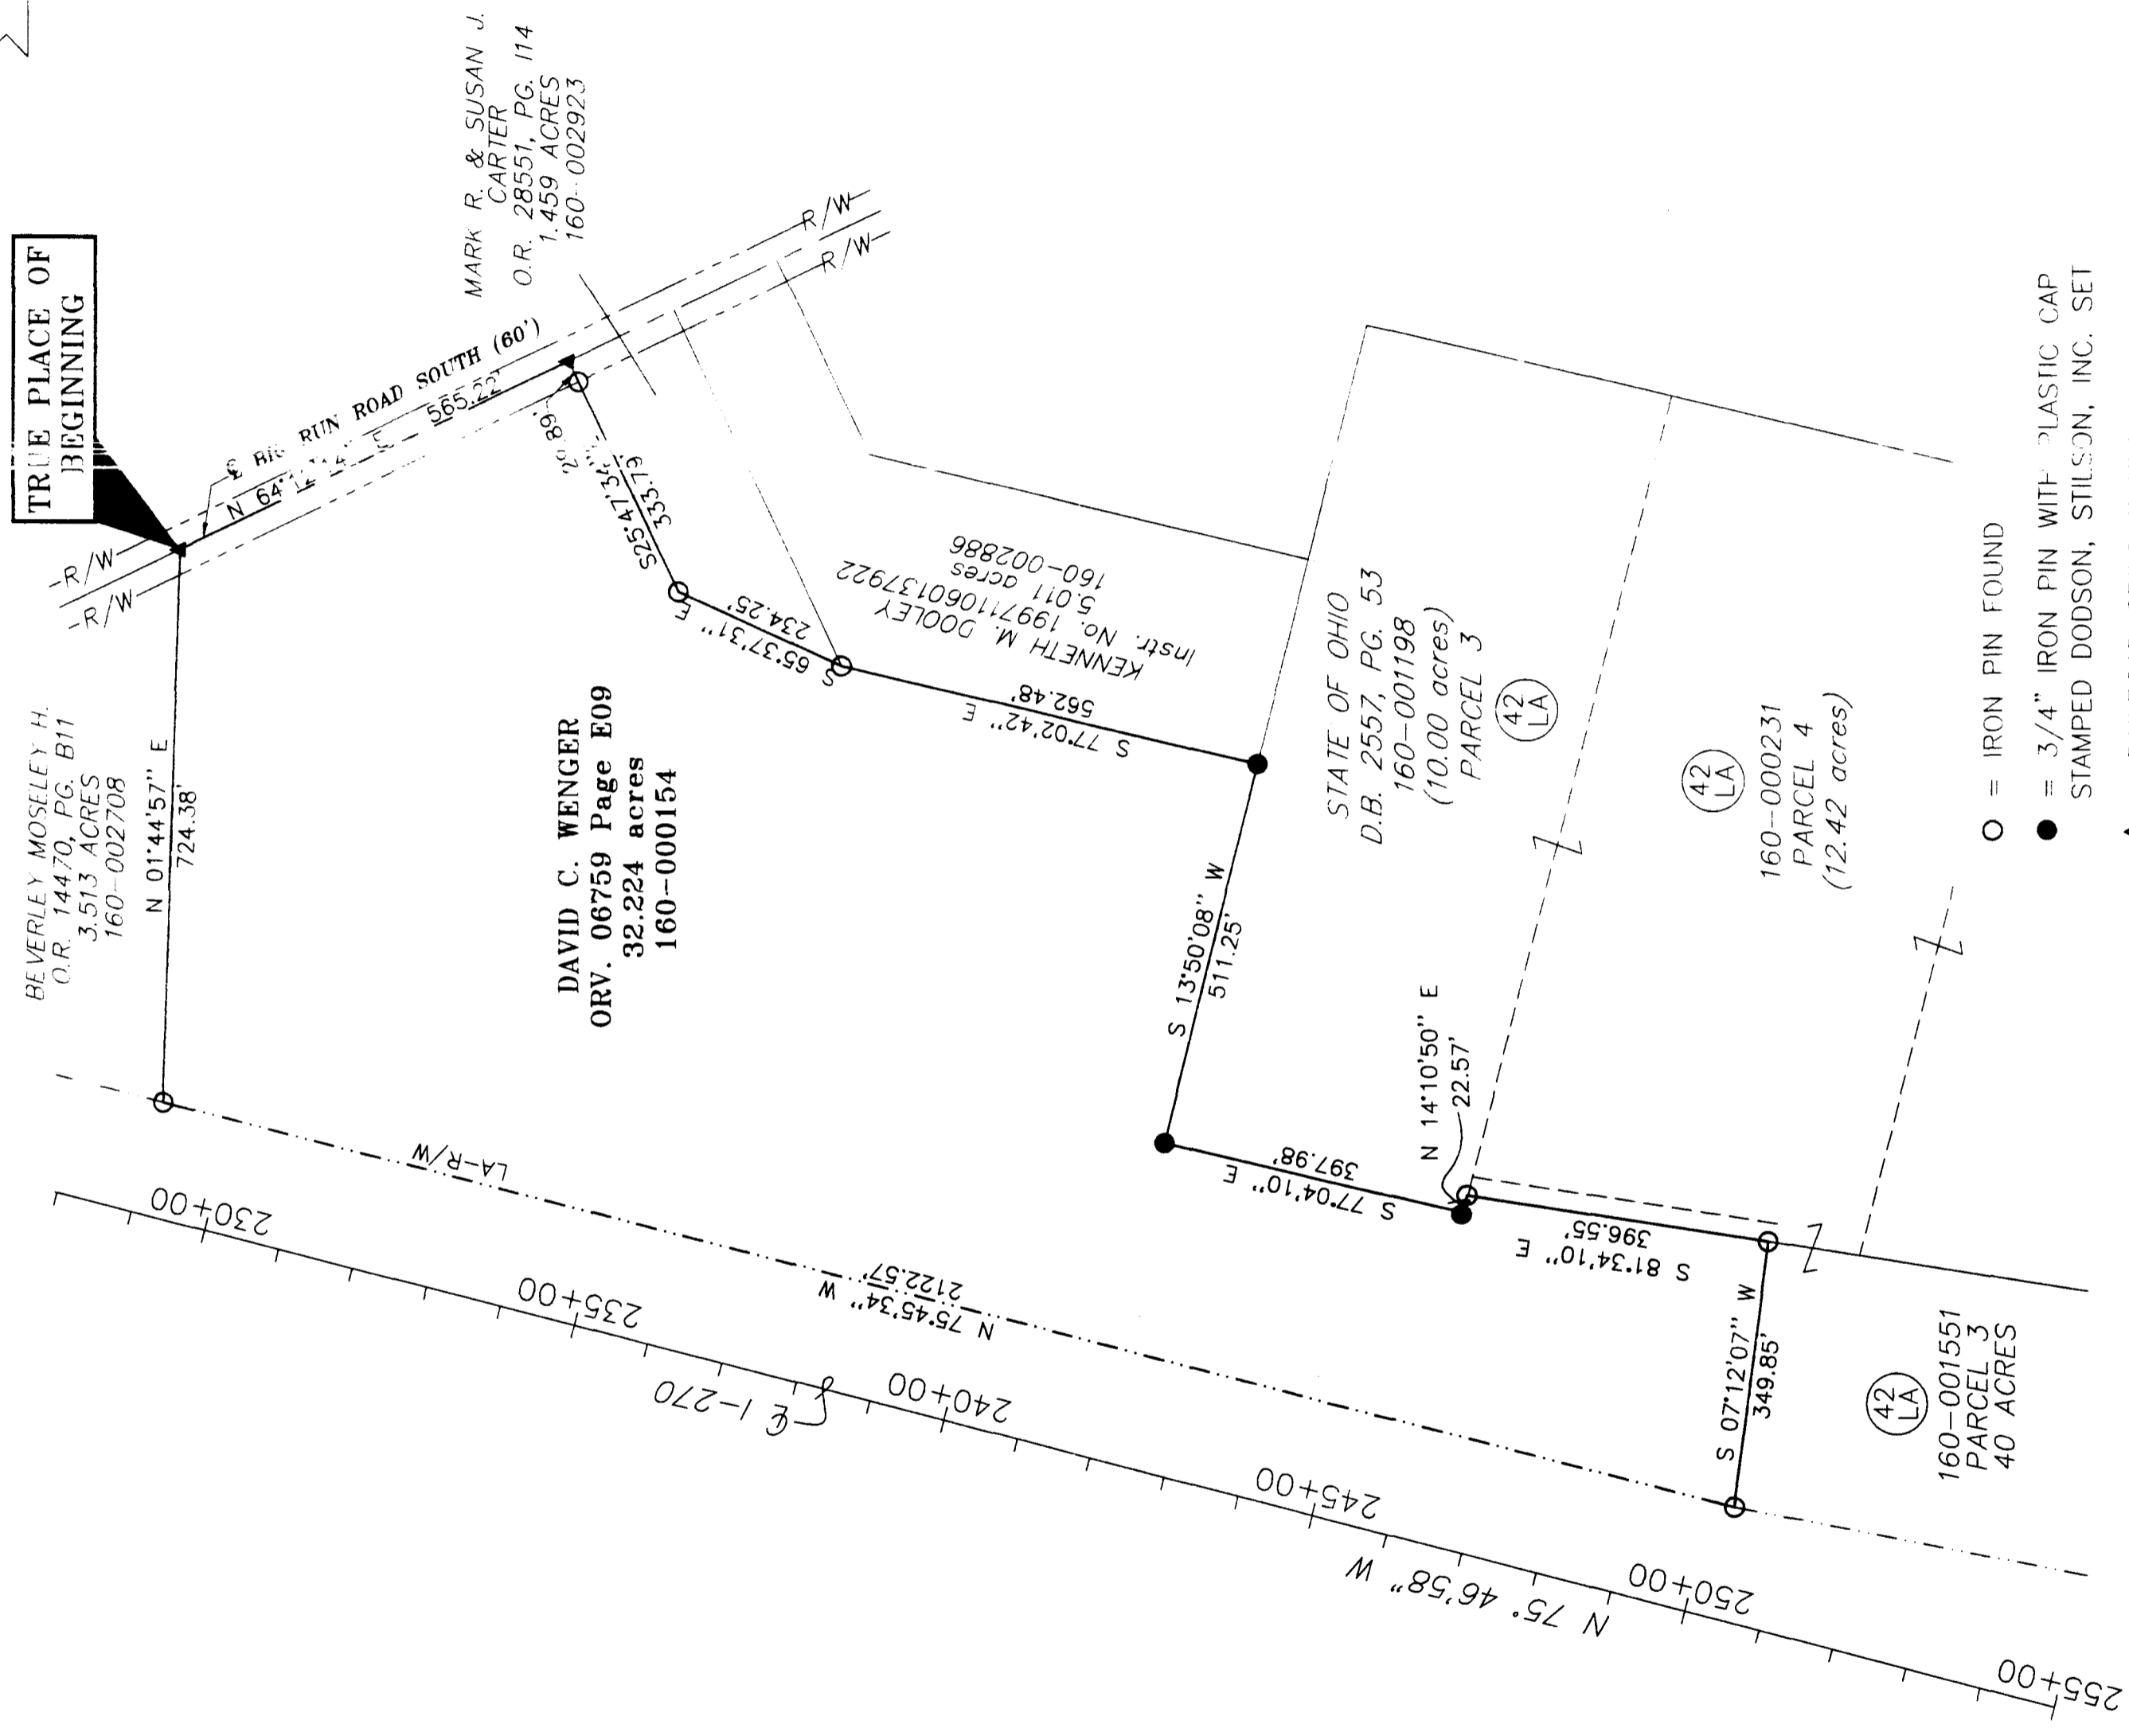 TRUE PLACE OF
BEGINNING
-R/W
-R/W
℄ BIG RUN ROAD SOUTH (60')
N 64° E
565.22'
MARK R. & SUSAN J.
CARTER
O.R. 28551, PG. I14
1.459 ACRES
160-002923
R/W
R/W
BEVERLEY MOSELEY H.
O.R. 14470, PG. B11
3.513 ACRES
160-002708
N 01°44'57" E
724.38'
S25°47'34"
333.79'
S 65°37'31" E
234.25'
KENNETH M. DOOLEY
Instr. No. 199711060137922
5.011 acres
160-002886
S 77°02'42" E
562.48'
DAVID C. WENGER
ORV. 06759 Page E09
32.224 acres
160-000154
STATE OF OHIO
D.B. 2557, PG. 53
160-001198
(10.00 acres)
PARCEL 3
42
LA
S 13°50'08" W
511.25'
N 14°10'50" E
22.57'
S 77°04'10" E
397.98'
S 81°34'10" E
396.55'
42
LA
160-000231
PARCEL 4
(12.42 acres)
S 07°12'07" W
349.85'
42
LA
160-001551
PARCEL 3
40 ACRES
LA-R/W
N 75°45'34" W
2122.57'
230+00
235+00
℄ I-270
240+00
245+00
N 75° 46'58" W
250+00
255+00
O = IRON PIN FOUND
● = 3/4" IRON PIN WITH PLASTIC CAP
STAMPED DODSON, STILSON, INC. SET